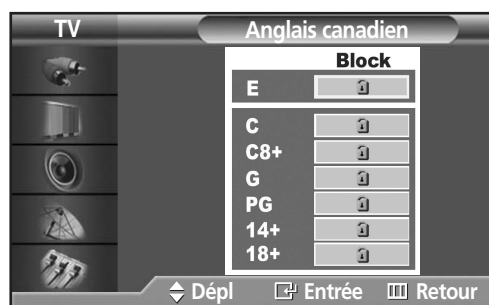 TV
Anglais canadien
Block
E
C
C8+
G
PG
14+
18+
Dépl Entrée Retour